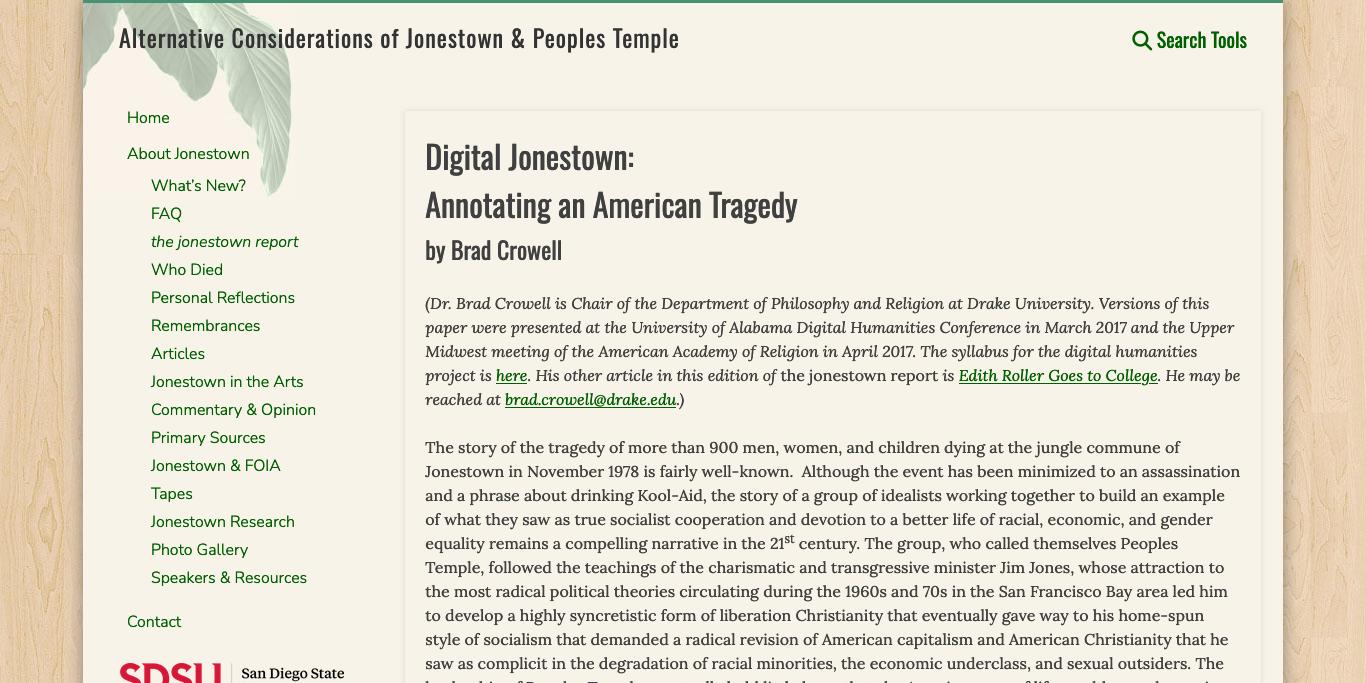 Alternative Considerations of Jonestown & Peoples Temple
Search Tools
Home
About Jonestown
What's New?
FAQ
the jonestown report
Who Died
Personal Reflections
Remembrances
Articles
Jonestown in the Arts
Commentary & Opinion
Primary Sources
Jonestown & FOIA
Tapes
Jonestown Research
Photo Gallery
Speakers & Resources
Contact
SDSU
San Diego State
Digital Jonestown:
Annotating an American Tragedy
by Brad Crowell
(Dr. Brad Crowell is Chair of the Department of Philosophy and Religion at Drake University. Versions of this
paper were presented at the University of Alabama Digital Humanities Conference in March 2017 and the Upper
Midwest meeting of the American Academy of Religion in April 2017. The syllabus for the digital humanities
project is here. His other article in this edition of the jonestown report is Edith Roller Goes to College. He may be
reached at brad.crowell@drake.edu.)
The story of the tragedy of more than 900 men, women, and children dying at the jungle commune of
Jonestown in November 1978 is fairly well-known.  Although the event has been minimized to an assassination
and a phrase about drinking Kool-Aid, the story of a group of idealists working together to build an example
of what they saw as true socialist cooperation and devotion to a better life of racial, economic, and gender
equality remains a compelling narrative in the 21st century. The group, who called themselves Peoples
Temple, followed the teachings of the charismatic and transgressive minister Jim Jones, whose attraction to
the most radical political theories circulating during the 1960s and 70s in the San Francisco Bay area led him
to develop a highly syncretistic form of liberation Christianity that eventually gave way to his home-spun
style of socialism that demanded a radical revision of American capitalism and American Christianity that he
saw as complicit in the degradation of racial minorities, the economic underclass, and sexual outsiders. The